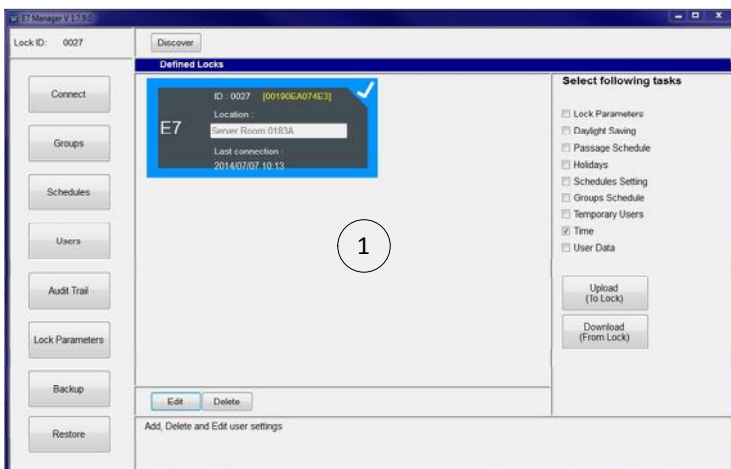 E7 Manager V 1.7.9.0
Lock ID: 0027
Discover
Defined Locks
Connect
Groups
Schedules
Users
Audit Trail
Lock Parameters
Backup
Restore
E7
ID : 0027 [00190EA074E3]
Location :
Server Room 0183A
Last connection :
2014/07/07 10:13
1
Select following tasks
Lock Parameters
Daylight Saving
Passage Schedule
Holidays
Schedules Setting
Groups Schedule
Temporary Users
Time
User Data
Upload
(To Lock)
Download
(From Lock)
Edit
Delete
Add, Delete and Edit user settings